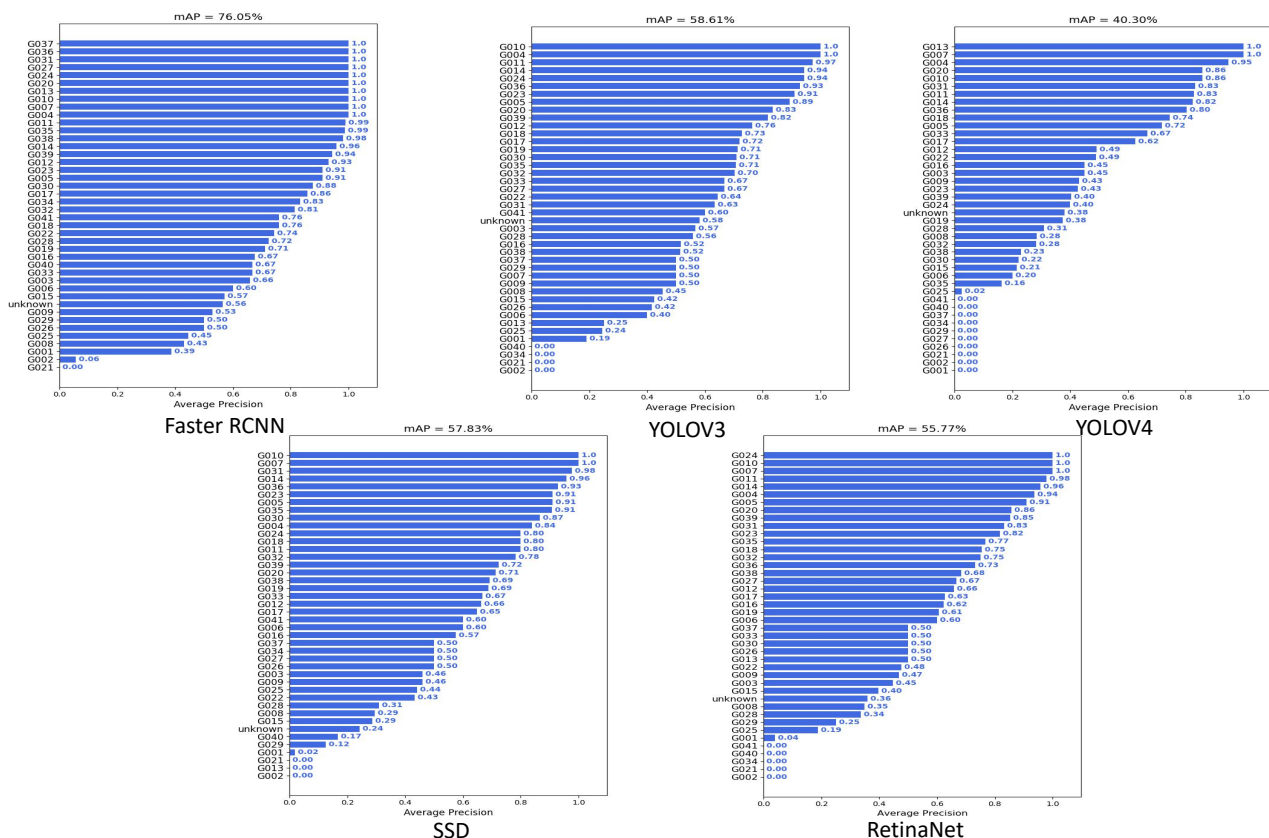 mAP = 76.05%
G037 1.0
G036 1.0
G031 1.0
G027 1.0
G024 1.0
G020 1.0
G013 1.0
G010 1.0
G007 1.0
G004 1.0
G011 0.99
G035 0.99
G038 0.98
G014 0.96
G039 0.94
G012 0.93
G023 0.91
G005 0.91
G030 0.88
G017 0.86
G034 0.83
G032 0.81
G041 0.76
G018 0.76
G022 0.74
G028 0.72
G019 0.71
G016 0.67
G040 0.67
G033 0.67
G003 0.66
G006 0.60
G015 0.57
unknown 0.56
G009 0.53
G029 0.50
G026 0.50
G025 0.45
G008 0.43
G001 0.39
G002 0.06
G021 0.00
0.0 0.2 0.4 0.6 0.8 1.0
Average Precision
Faster RCNN
mAP = 58.61%
G010 1.0
G004 1.0
G011 0.97
G014 0.94
G024 0.94
G036 0.93
G023 0.91
G005 0.89
G020 0.83
G039 0.82
G012 0.76
G018 0.73
G017 0.72
G019 0.71
G030 0.71
G035 0.71
G032 0.70
G033 0.67
G027 0.67
G022 0.64
G031 0.63
G041 0.60
unknown 0.58
G003 0.57
G028 0.56
G016 0.52
G038 0.52
G037 0.50
G029 0.50
G007 0.50
G009 0.50
G008 0.45
G015 0.42
G026 0.42
G006 0.40
G013 0.25
G025 0.24
G001 0.19
G040 0.00
G034 0.00
G021 0.00
G002 0.00
0.0 0.2 0.4 0.6 0.8 1.0
Average Precision
YOLOV3
mAP = 40.30%
G013 1.0
G007 1.0
G004 0.95
G020 0.86
G010 0.86
G031 0.83
G011 0.83
G014 0.82
G036 0.80
G018 0.74
G005 0.72
G033 0.67
G017 0.62
G012 0.49
G022 0.49
G016 0.45
G003 0.45
G009 0.43
G023 0.43
G039 0.40
G024 0.40
unknown 0.38
G019 0.38
G028 0.31
G008 0.28
G032 0.28
G038 0.23
G030 0.22
G015 0.21
G006 0.20
G035 0.16
G025 0.02
G041 0.00
G040 0.00
G037 0.00
G034 0.00
G029 0.00
G027 0.00
G026 0.00
G021 0.00
G002 0.00
G001 0.00
0.0 0.2 0.4 0.6 0.8 1.0
Average Precision
YOLOV4
mAP = 57.83%
G010 1.0
G007 1.0
G031 0.98
G014 0.96
G036 0.93
G023 0.91
G005 0.91
G035 0.91
G030 0.87
G004 0.84
G024 0.80
G018 0.80
G011 0.80
G032 0.78
G039 0.72
G020 0.71
G038 0.69
G019 0.69
G033 0.67
G012 0.66
G017 0.65
G041 0.60
G006 0.60
G016 0.57
G037 0.50
G034 0.50
G027 0.50
G026 0.50
G003 0.46
G009 0.46
G025 0.44
G022 0.43
G028 0.31
G008 0.29
G015 0.29
unknown 0.24
G040 0.17
G029 0.12
G001 0.02
G021 0.00
G013 0.00
G002 0.00
0.0 0.2 0.4 0.6 0.8 1.0
Average Precision
SSD
mAP = 55.77%
G024 1.0
G010 1.0
G007 1.0
G011 0.98
G014 0.96
G004 0.94
G005 0.91
G020 0.86
G039 0.85
G031 0.83
G023 0.82
G035 0.77
G018 0.75
G032 0.75
G036 0.73
G038 0.68
G027 0.67
G012 0.66
G017 0.63
G016 0.62
G019 0.61
G006 0.60
G037 0.50
G033 0.50
G030 0.50
G026 0.50
G013 0.50
G022 0.48
G009 0.47
G003 0.45
G015 0.40
unknown 0.36
G008 0.35
G028 0.34
G029 0.25
G025 0.19
G001 0.04
G041 0.00
G040 0.00
G034 0.00
G021 0.00
G002 0.00
0.0 0.2 0.4 0.6 0.8 1.0
Average Precision
RetinaNet